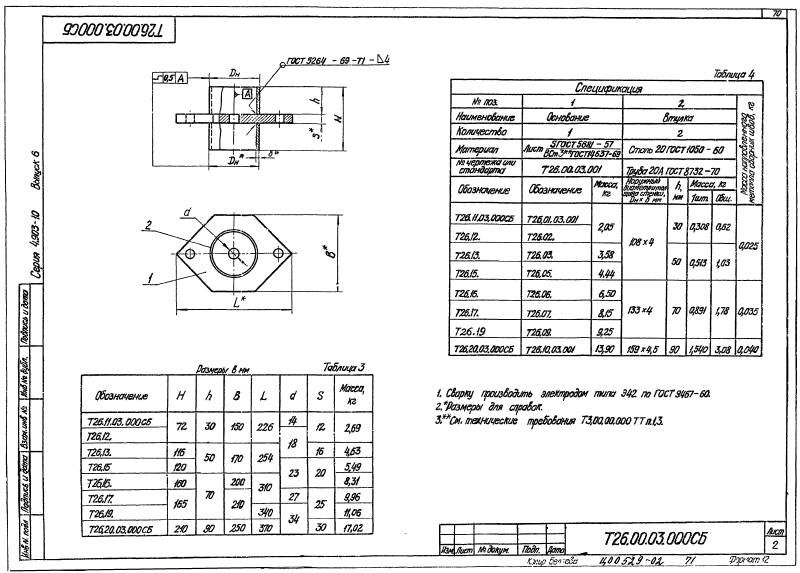 70
Т26.00.03.000СБ
Серия 4.903-10 Выпуск 6
ГОСТ 5264 - 69 - Т1 - ⊿4
0,5 А
Dн
А
h
H
S*
Dн*
δ*
d
2
1
B*
L*
Таблица 4
Спецификация
№ поз. 1 2
Наименование Основание Втулка
Количество 1 2
Материал Лист S ГОСТ 5681 - 57 / ВСт3** ГОСТ 14637-69 Сталь 20 ГОСТ 1050 - 60
№ чертежа или стандарта Т26.00.03.001 Труба 20А ГОСТ 8732 - 70
Обозначение Обозначение Масса, кг Наружный диаметр и толщина стенки, Dн х δ мм h, мм Масса, кг 1шт. Общ.
Масса наплавленного металла сварных швов, кг
Т26.11.03.000СБ Т26.01.03.001 2,05 108 × 4 30 0,308 0,62 0,025
Т26.12. Т26.02.
Т26.13. Т26.03. 3,58 50 0,513 1,03
Т26.15. Т26.05. 4,44
Т26.16. Т26.06. 6,50 133 × 4 70 0,891 1,78 0,035
Т26.17. Т26.07. 8,15
Т26.19 Т26.09. 9,25
Т26.20.03.000СБ Т26.10.03.001 13,90 159 × 4,5 90 1,540 3,08 0,040
Размеры в мм Таблица 3
Обозначение H h B L d S Масса, кг
Т26.11.03.000СБ 72 30 150 226 14 12 2,69
Т26.12. 18
Т26.13. 116 50 170 254 16 4,63
Т26.15 120 23 20 5,49
Т26.16. 160 70 200 310 8,31
Т26.17. 165 210 27 25 9,96
Т26.19. 340 34 11,06
Т26.20.03.000СБ 210 90 250 370 30 17,02
1. Сварку производить электродом типа Э42 по ГОСТ 9467-60.
2.*Размеры для справок.
3.**См. технические требования Т3.00.00.000 ТТ п.1,3.
Инв.№ подл. Подпись и дата Взам.инв № Инв.№ дубл. Подпись и дата
Изм. Лист № докум. Подп. Дата
Т26.00.03.000СБ
Лист
2
Копир Белова Ц00529-02 71 Формат 12